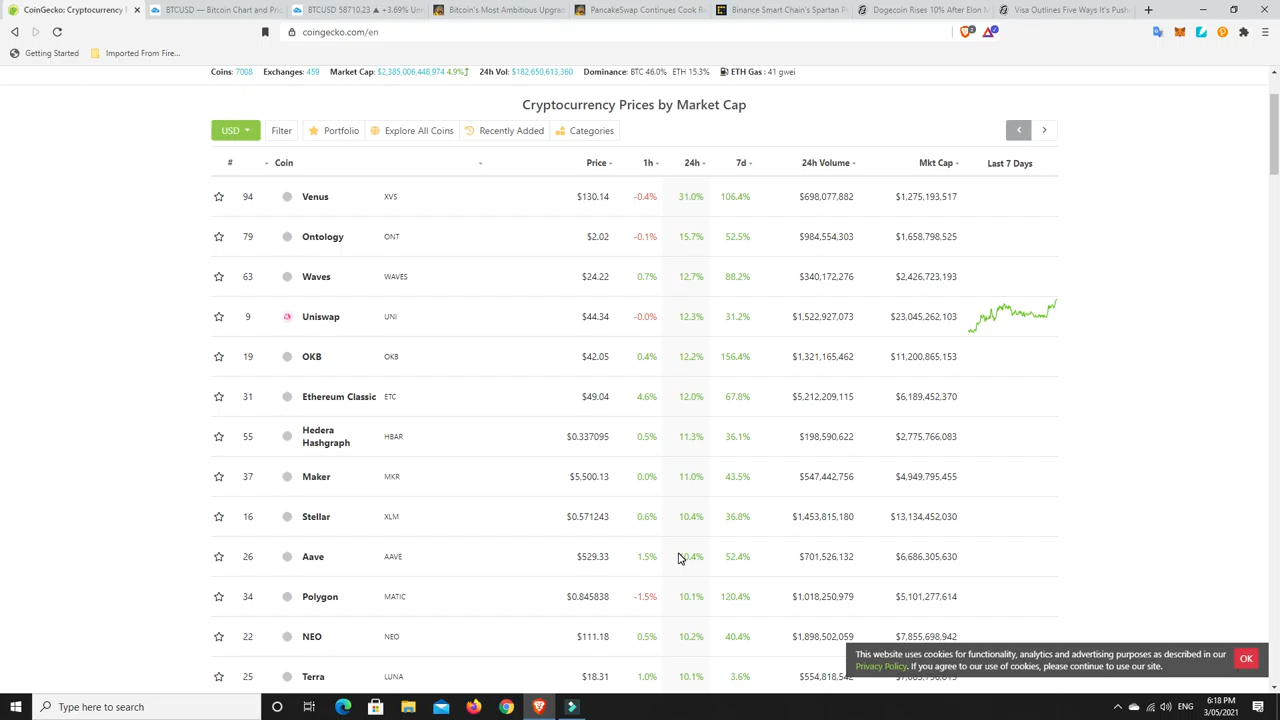 CoinGecko: Cryptocurrency
BTCUSD — Bitcoin Chart and Pric
BTCUSD 58710.23 ▲ +3.69% Unn
Bitcoin's Most Ambitious Upgrad
PancakeSwap Continues Cook R
Binance Smart Chain's Spartan P
Dogecoin Rises 10% After Elon M
Visa Outlines Five Ways It's Push
coingecko.com/en
Getting Started
Imported From Fire...
Coins: 7008 Exchanges: 459 Market Cap: $2,385,006,448,974 4.9% 24h Vol: $182,650,613,360 Dominance: BTC 46.0% ETH 15.3% ETH Gas : 41 gwei
Cryptocurrency Prices by Market Cap
USD Filter Portfolio Explore All Coins Recently Added Categories
# Coin Price 1h 24h 7d 24h Volume Mkt Cap Last 7 Days
94 Venus XVS $130.14 -0.4% 31.0% 106.4% $698,077,882 $1,275,193,517
79 Ontology ONT $2.02 -0.1% 15.7% 52.5% $984,554,303 $1,658,798,525
63 Waves WAVES $24.22 0.7% 12.7% 88.2% $340,172,276 $2,426,723,193
9 Uniswap UNI $44.34 -0.0% 12.3% 31.2% $1,522,927,073 $23,045,262,103
19 OKB OKB $42.05 0.4% 12.2% 156.4% $1,321,165,462 $11,200,865,153
31 Ethereum Classic ETC $49.04 4.6% 12.0% 67.8% $5,212,209,115 $6,189,452,370
55 Hedera Hashgraph HBAR $0.337095 0.5% 11.3% 36.1% $198,590,622 $2,775,766,083
37 Maker MKR $5,500.13 0.0% 11.0% 43.5% $547,442,756 $4,949,795,455
16 Stellar XLM $0.571243 0.6% 10.4% 36.8% $1,453,815,180 $13,134,452,030
26 Aave AAVE $529.33 1.5% 52.4% $701,526,132 $6,686,305,630
34 Polygon MATIC $0.845838 -1.5% 10.1% 120.4% $1,018,250,979 $5,101,277,614
22 NEO NEO $111.18 0.5% 10.2% 40.4% $1,898,502,059 $7,855,698,942
25 Terra LUNA $18.31 1.0% 10.1% 3.6%
This website uses cookies for functionality, analytics and advertising purposes as described in our
Privacy Policy. If you agree to our use of cookies, please continue to use our site.
OK
Type here to search
ENG
6:18 PM
3/05/2021